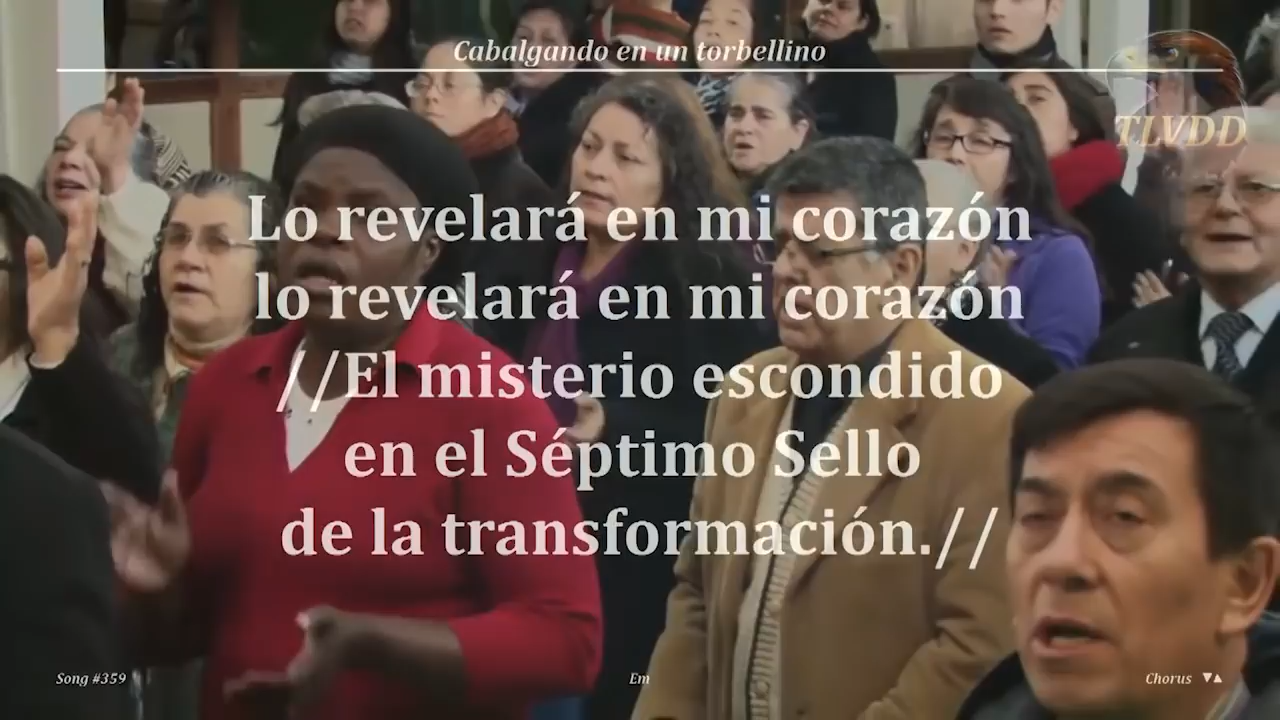 Cabalgando en un torbellino
TLVDD
Lo revelará en mi corazón
lo revelará en mi corazón
//El misterio escondido
en el Séptimo Sello
de la transformación.//
Song #359
Em
Chorus ▼▲